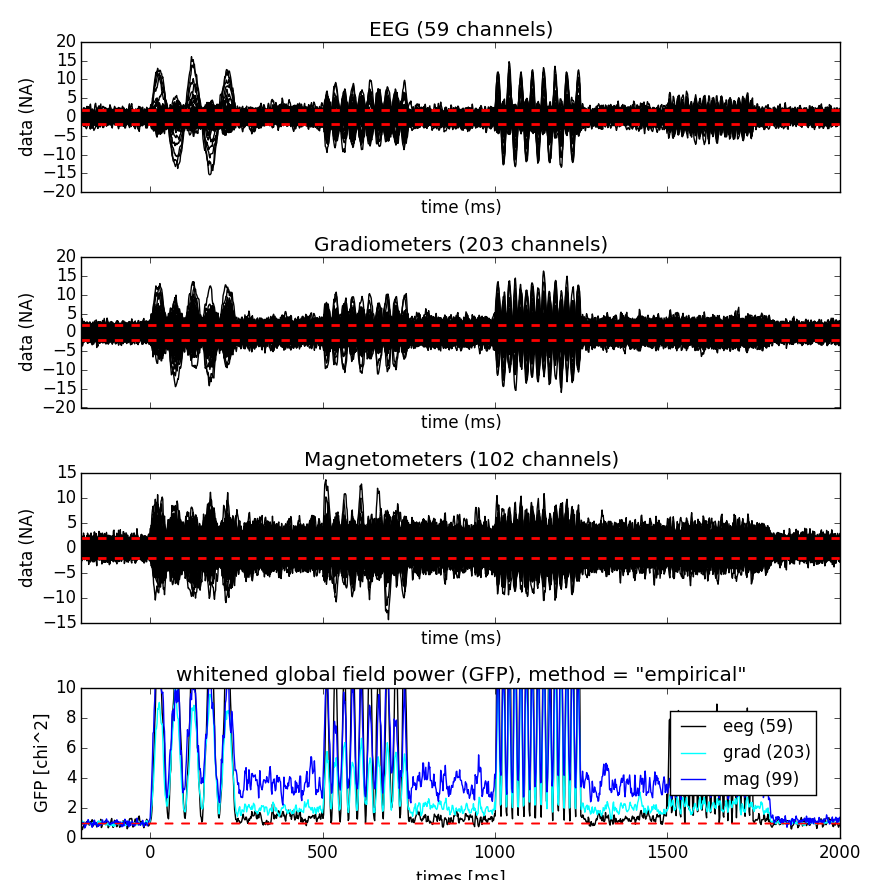 EEG (59 channels)
20
15
10
5
0
−5
−10
−15
−20
data (NA)
time (ms)
Gradiometers (203 channels)
20
15
10
5
0
−5
−10
−15
−20
data (NA)
time (ms)
Magnetometers (102 channels)
15
10
5
0
−5
−10
−15
data (NA)
time (ms)
whitened global field power (GFP), method = "empirical"
10
8
6
4
2
0
GFP [chi^2]
eeg (59)
grad (203)
mag (99)
0 500 1000 1500 2000
times [ms]